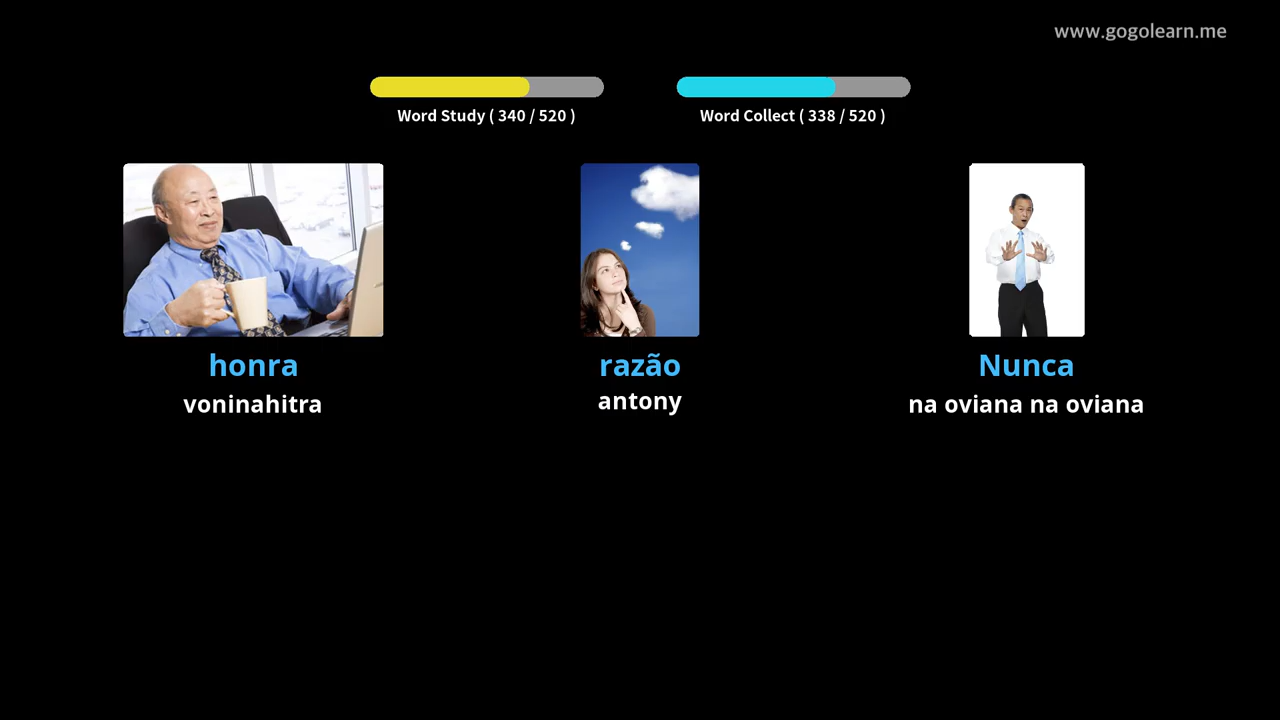 www.gogolearn.me
Word Study ( 340 / 520 )
Word Collect ( 338 / 520 )
honra
razão
Nunca
voninahitra
antony
na oviana na oviana